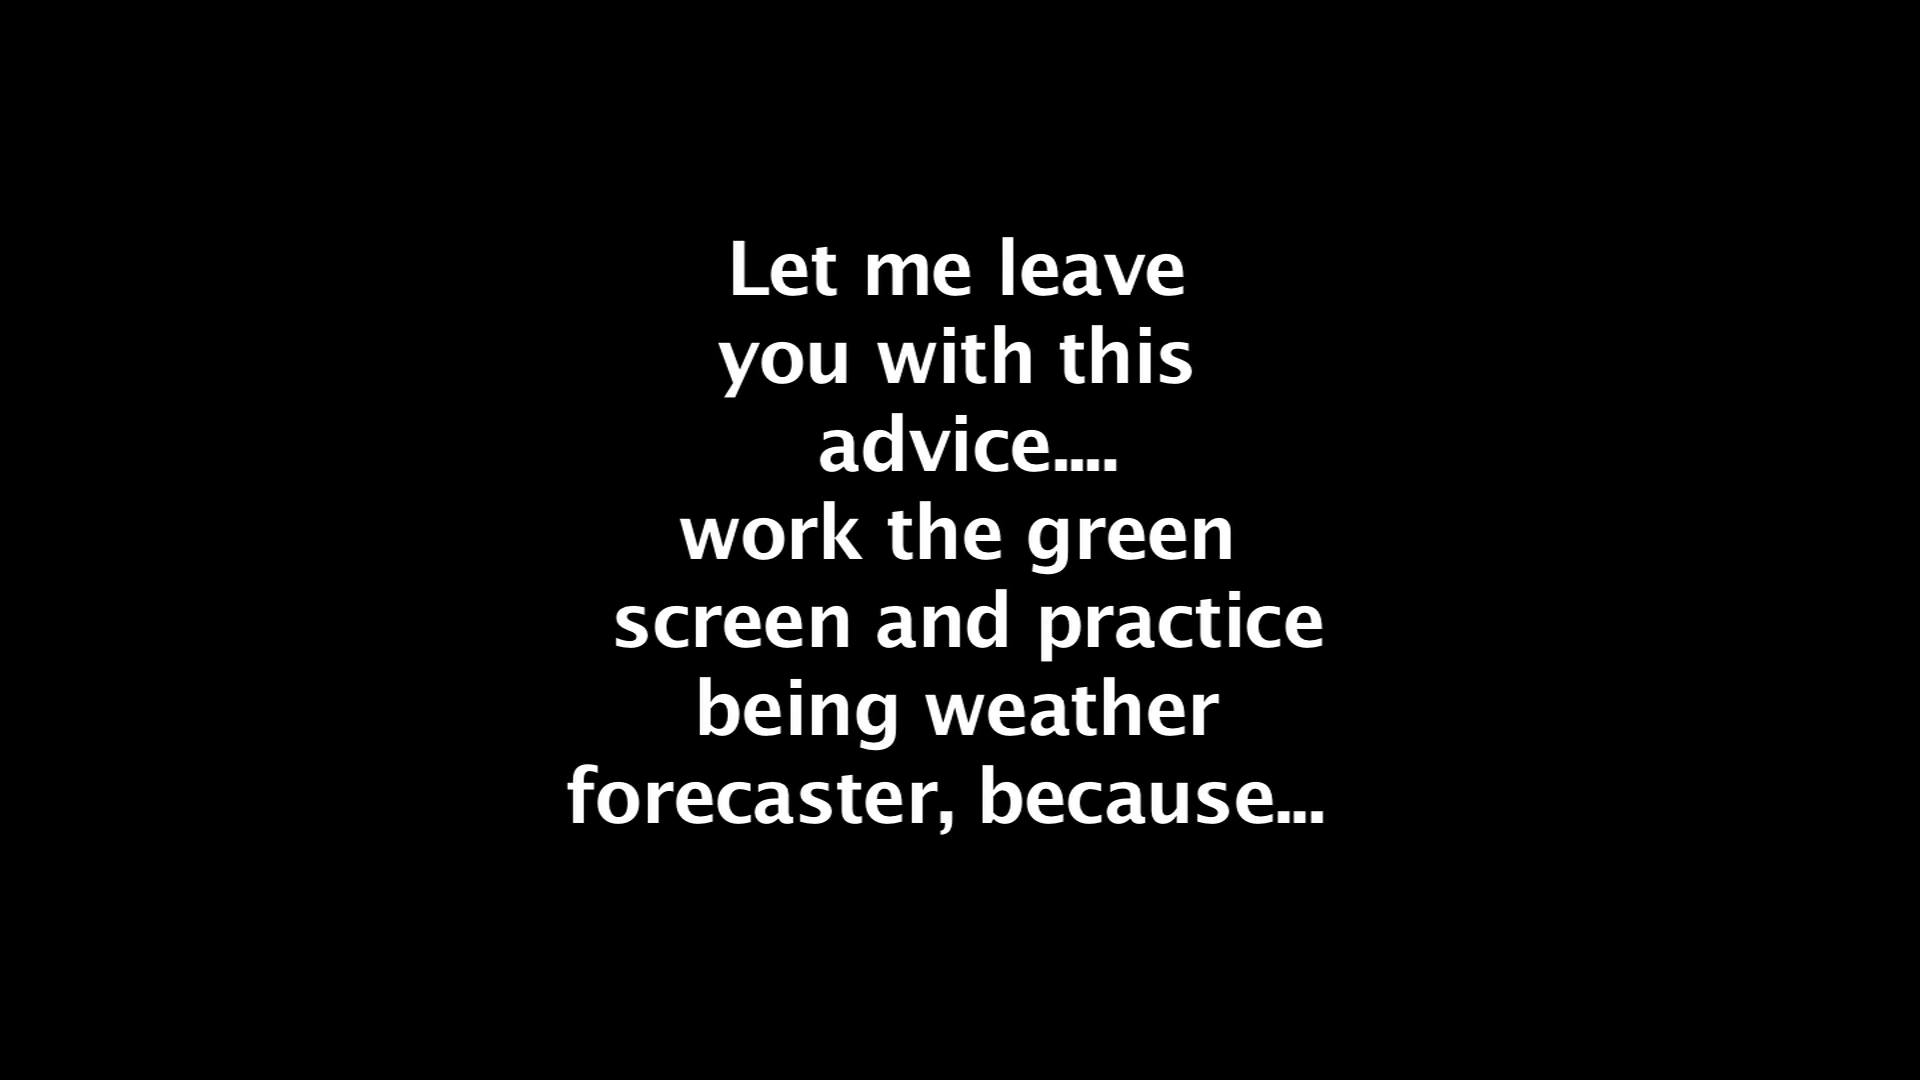 Let me leave
you with this
advice....
work the green
screen and practice
being weather
forecaster, because...